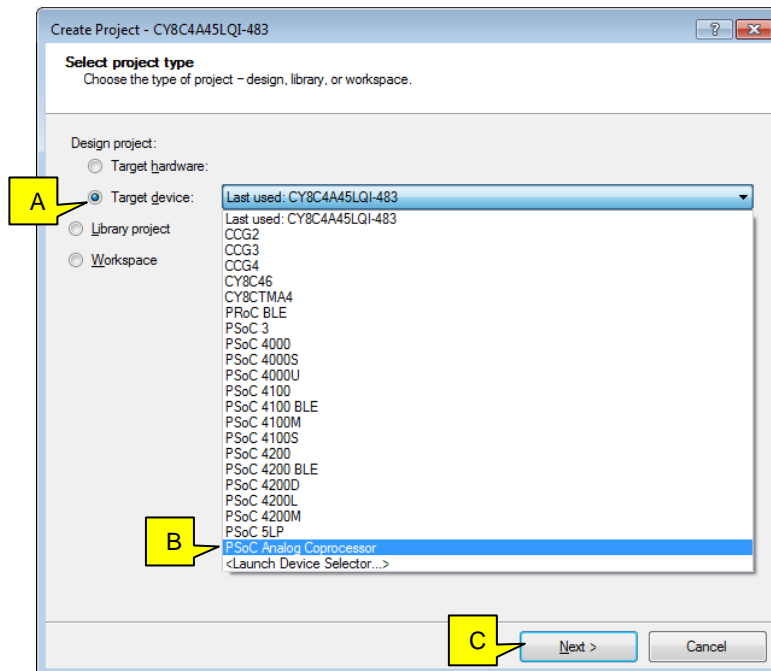 Create Project - CY8C4A45LQI-483
Select project type
Choose the type of project - design, library, or workspace.
Design project:
Target hardware:
A
Target device:
Last used: CY8C4A45LQI-483
Last used: CY8C4A45LQI-483
Library project
CCG2
CCG3
Workspace
CCG4
CY8C46
CY8CTMA4
PRoC BLE
PSoC 3
PSoC 4000
PSoC 4000S
PSoC 4000U
PSoC 4100
PSoC 4100 BLE
PSoC 4100M
PSoC 4100S
PSoC 4200
PSoC 4200 BLE
PSoC 4200D
PSoC 4200L
PSoC 4200M
PSoC 5LP
B
PSoC Analog Coprocessor
<Launch Device Selector...>
C
Next >
Cancel